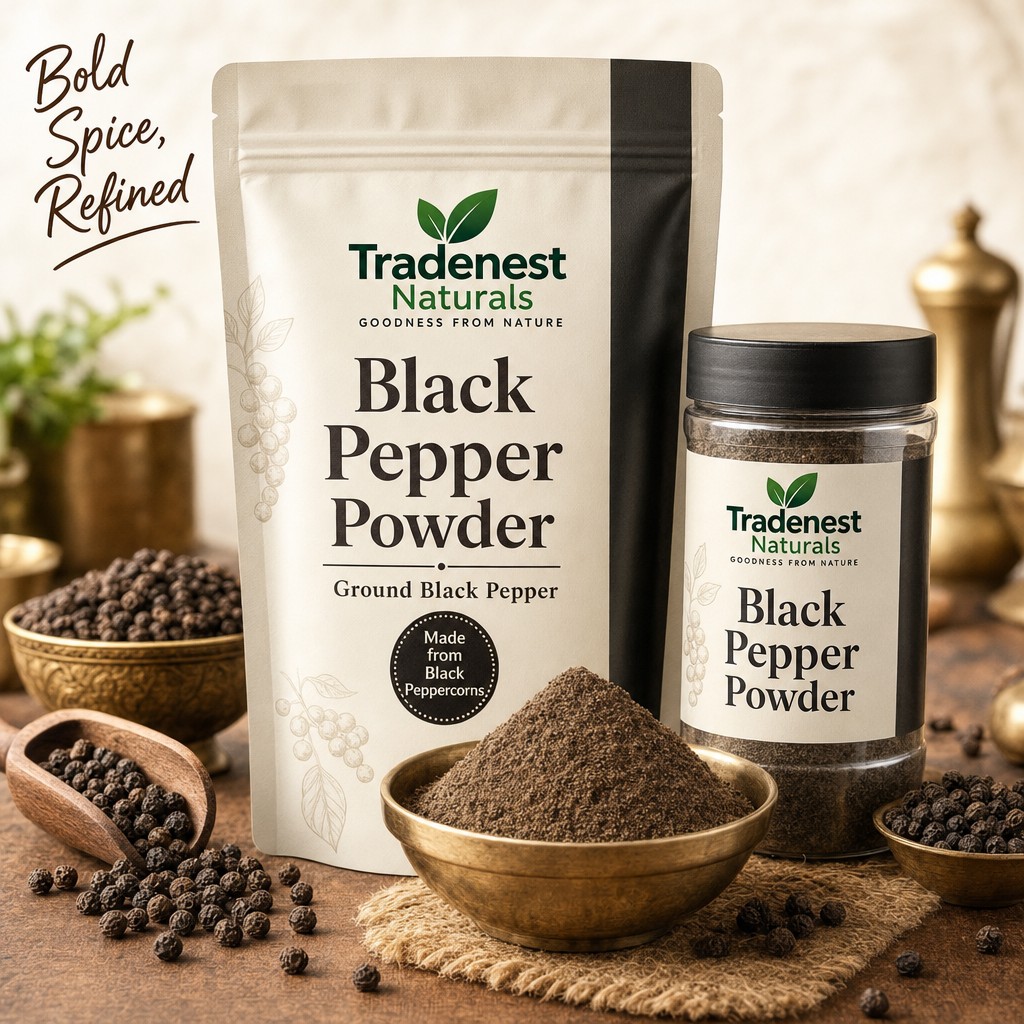 Bold
Spice,
Refined
Tradenest
Naturals
GOODNESS FROM NATURE
Black
Pepper
Powder
Ground Black Pepper
Made
from
Black
Peppercorns
Tradenest
Naturals
GOODNESS FROM NATURE
Black
Pepper
Powder